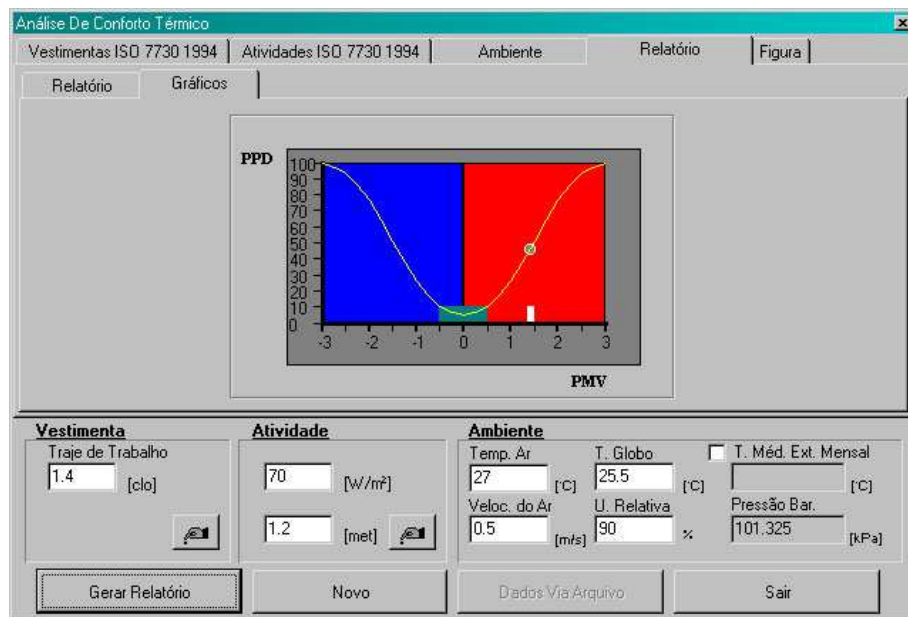 Análise De Conforto Térmico
Vestimentas ISO 7730 1994 Atividades ISO 7730 1994 Ambiente Relatório Figura
Relatório Gráficos
PPD
100
90
80
70
60
50
40
30
20
10
0
-3 -2 -1 0 1 2 3
PMV
Vestimenta Atividade Ambiente
Traje de Trabalho Temp. Ar T. Globo T. Méd. Ext. Mensal
1.4 [clo] 70 [W/m²] 27 [°C] 25.5 [°C] [°C]
Veloc. do Ar U. Relativa Pressão Bar.
1.2 [met] 0.5 [m/s] 90 % 101.325 [kPa]
Gerar Relatório Novo Dados Via Arquivo Sair